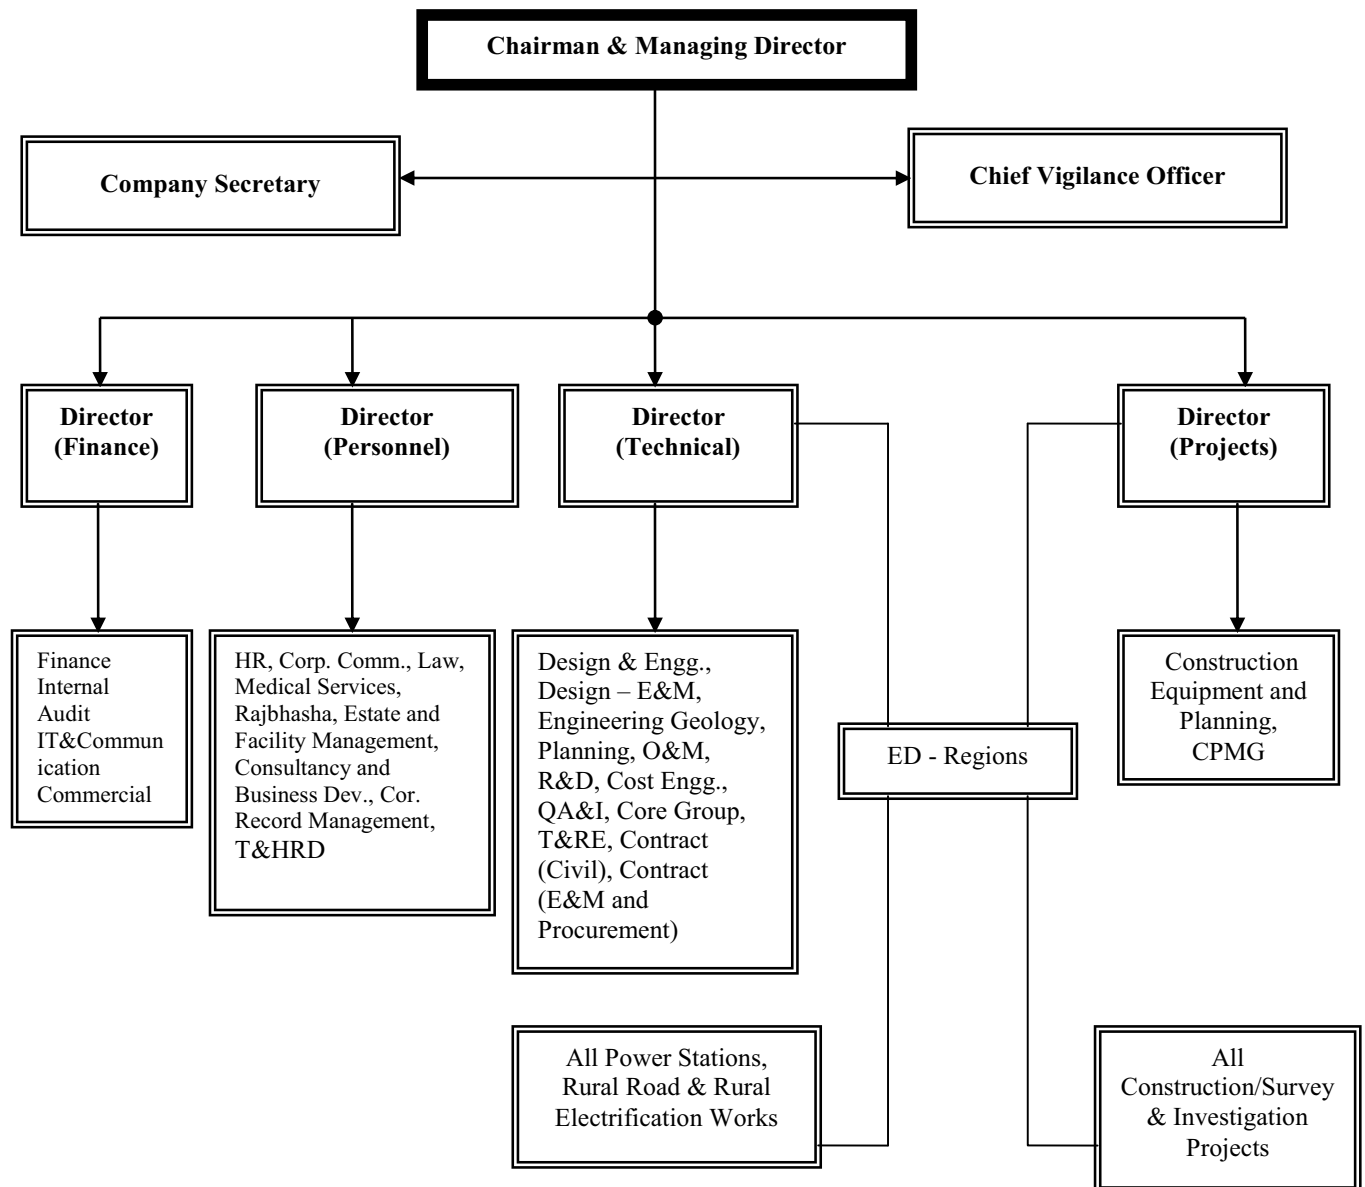 Chairman & Managing Director
Company Secretary
Chief Vigilance Officer
Director
(Finance)
Director
(Personnel)
Director
(Technical)
Director
(Projects)
Finance
Internal
Audit
IT&Commun
ication
Commercial
HR, Corp. Comm., Law,
Medical Services,
Rajbhasha, Estate and
Facility Management,
Consultancy and
Business Dev., Cor.
Record Management,
T&HRD
Design & Engg.,
Design – E&M,
Engineering Geology,
Planning, O&M,
R&D, Cost Engg.,
QA&I, Core Group,
T&RE, Contract
(Civil), Contract
(E&M and
Procurement)
ED - Regions
Construction
Equipment and
Planning,
CPMG
All Power Stations,
Rural Road & Rural
Electrification Works
All
Construction/Survey
& Investigation
Projects